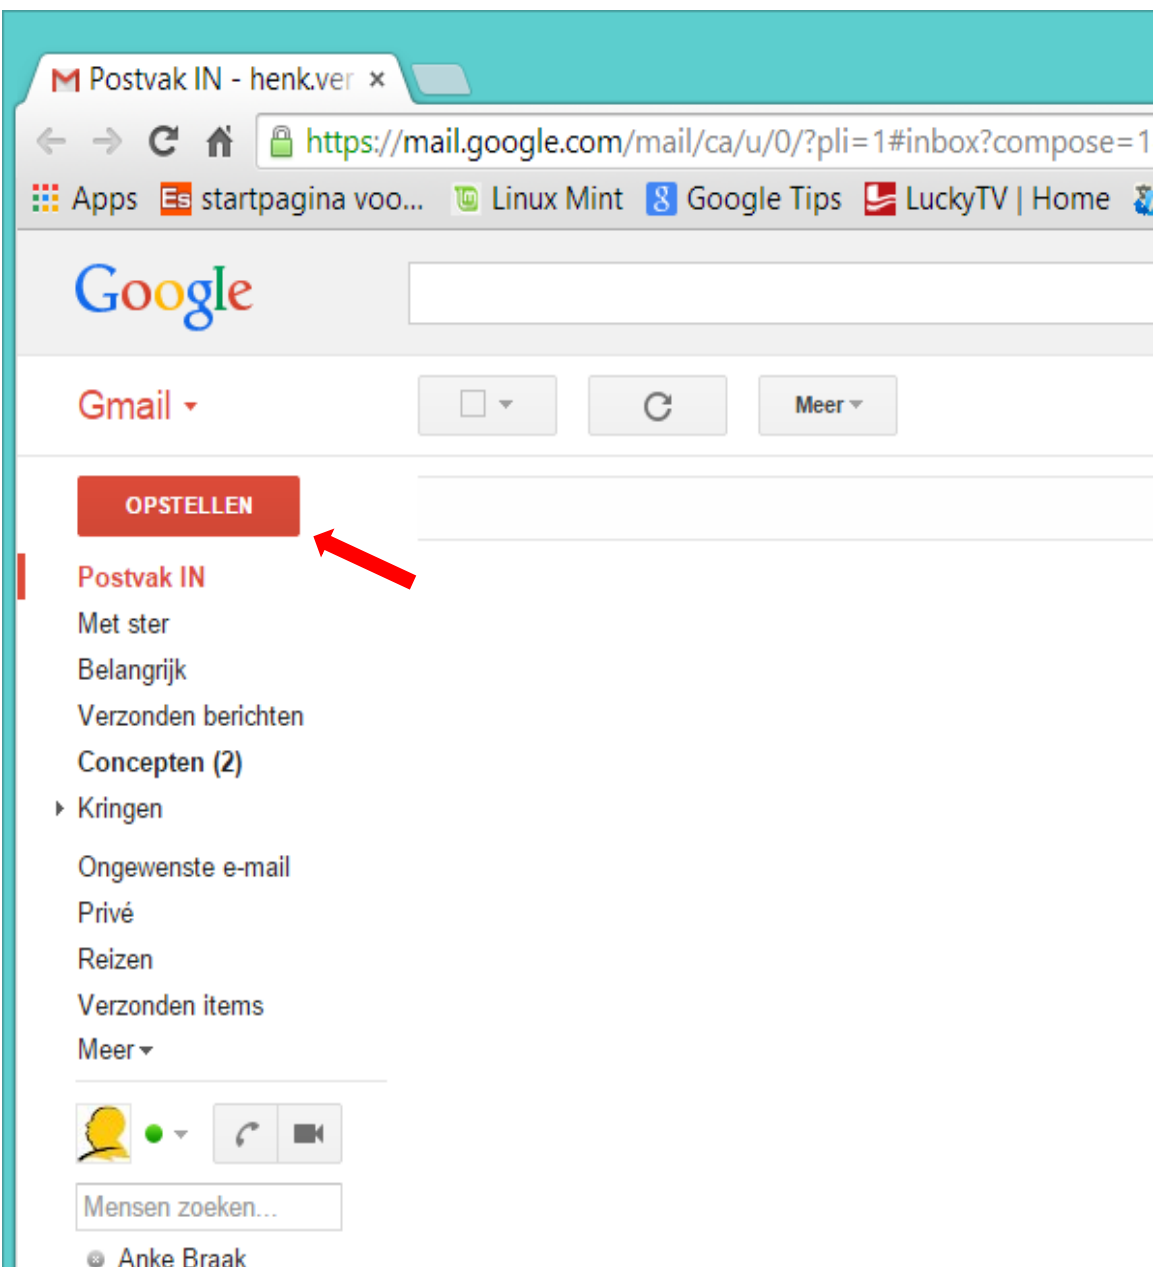 Postvak IN - henk.ver
https://mail.google.com/mail/ca/u/0/?pli=1#inbox?compose=1
Apps Es startpagina voo... Linux Mint 8 Google Tips LuckyTV | Home
Google
Gmail
Meer
OPSTELLEN
Postvak IN
Met ster
Belangrijk
Verzonden berichten
Concepten (2)
Kringen
Ongewenste e-mail
Privé
Reizen
Verzonden items
Meer
Mensen zoeken...
Anke Braak